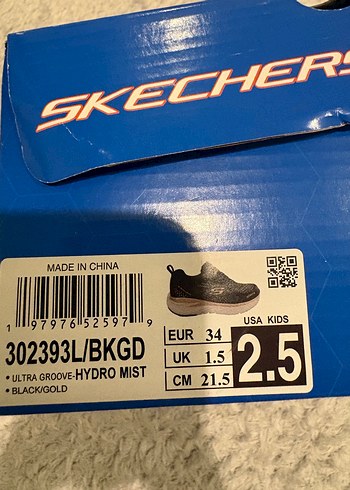 SKECHERS
MADE IN CHINA
1 97976 52597 9
302393L/BKGD
• ULTRA GROOVE-HYDRO MIST
• BLACK/GOLD
EUR 34
UK 1.5
CM 21.5
USA KIDS
2.5